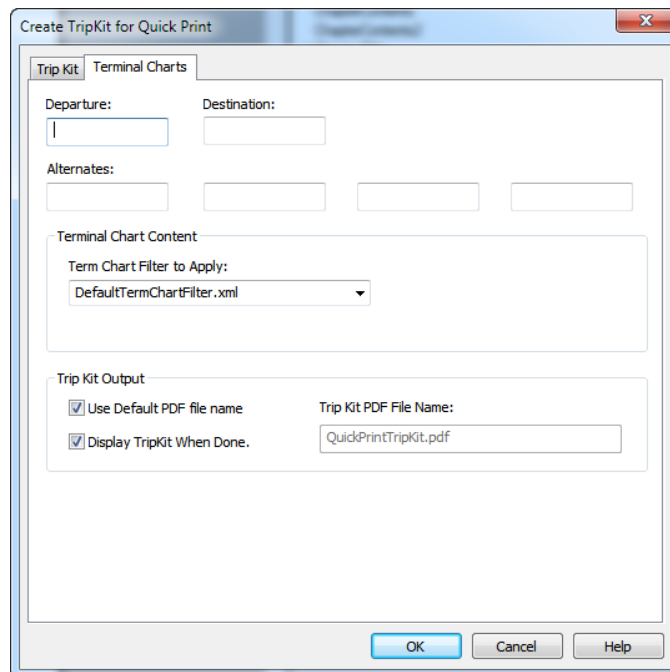 Create TripKit for Quick Print
Trip Kit
Terminal Charts
Departure:
Destination:
Alternates:
Terminal Chart Content
Term Chart Filter to Apply:
DefaultTermChartFilter.xml
Trip Kit Output
Use Default PDF file name
Trip Kit PDF File Name:
Display TripKit When Done.
QuickPrintTripKit.pdf
OK
Cancel
Help